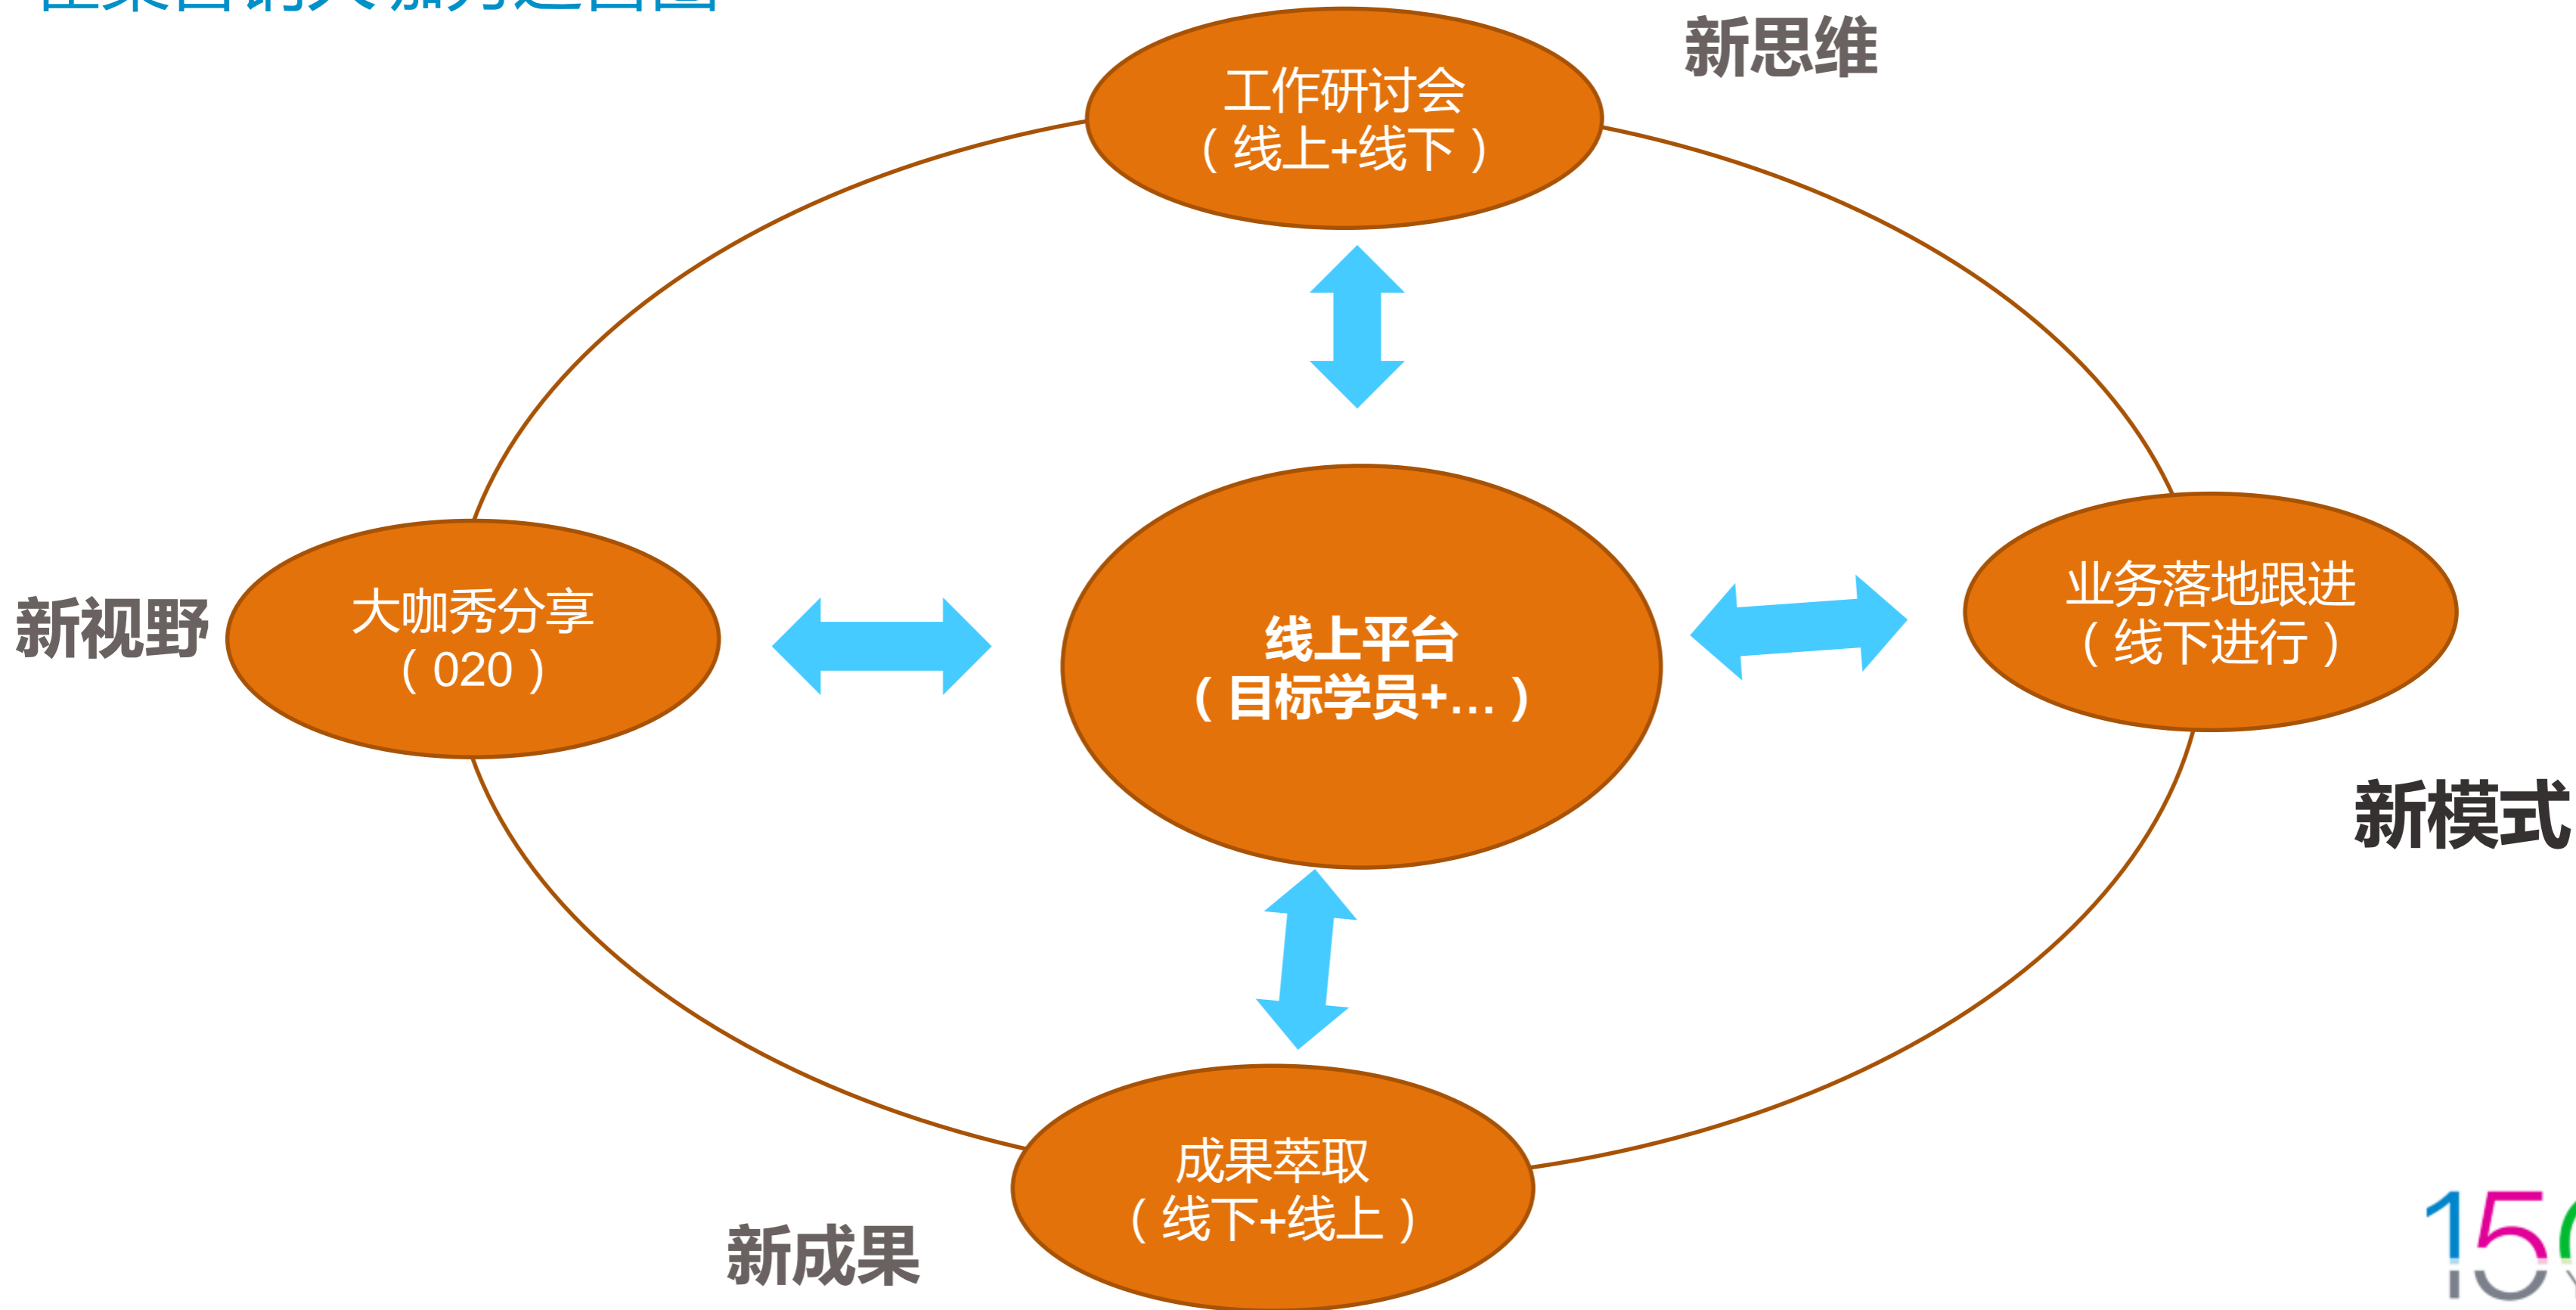 新思维
工作研讨会
（线上+线下）
新视野
大咖秀分享
（020）
线上平台
（目标学员+…）
业务落地跟进
（线下进行）
新模式
成果萃取
（线下+线上）
新成果
15